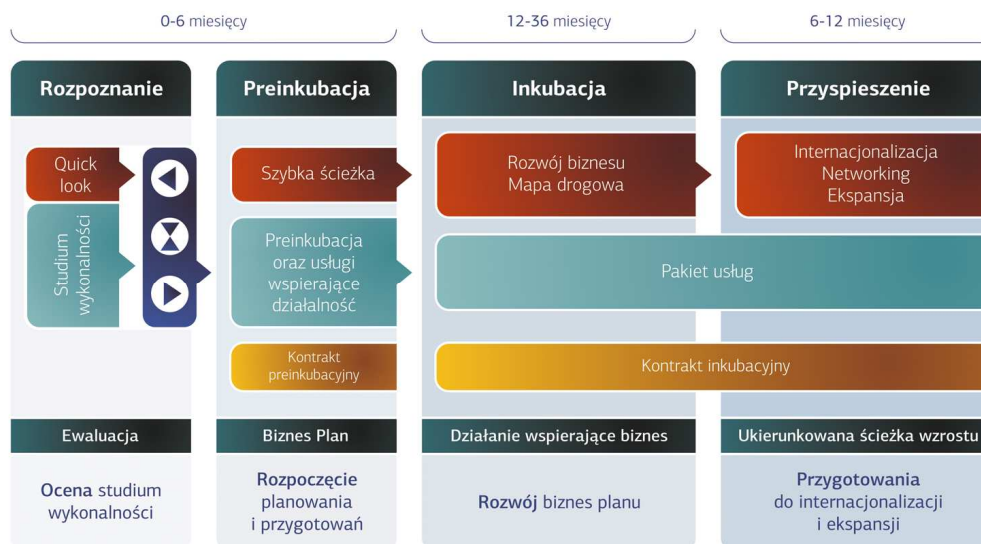 0-6 miesięcy
12-36 miesięcy
6-12 miesięcy
Rozpoznanie
Preinkubacja
Inkubacja
Przyspieszenie
Quick
look
Studium
wykonalności
Szybka ścieżka
Preinkubacja
oraz usługi
wspierające
działalność
Kontrakt
preinkubacyjny
Rozwój biznesu
Mapa drogowa
Internacjonalizacja
Networking
Ekspansja
Pakiet usług
Kontrakt inkubacyjny
Ewaluacja
Biznes Plan
Działanie wspierające biznes
Ukierunkowana ścieżka wzrostu
Ocena studium
wykonalności
Rozpoczęcie
planowania
i przygotowań
Rozwój biznes planu
Przygotowania
do internacjonalizacji
i ekspansji